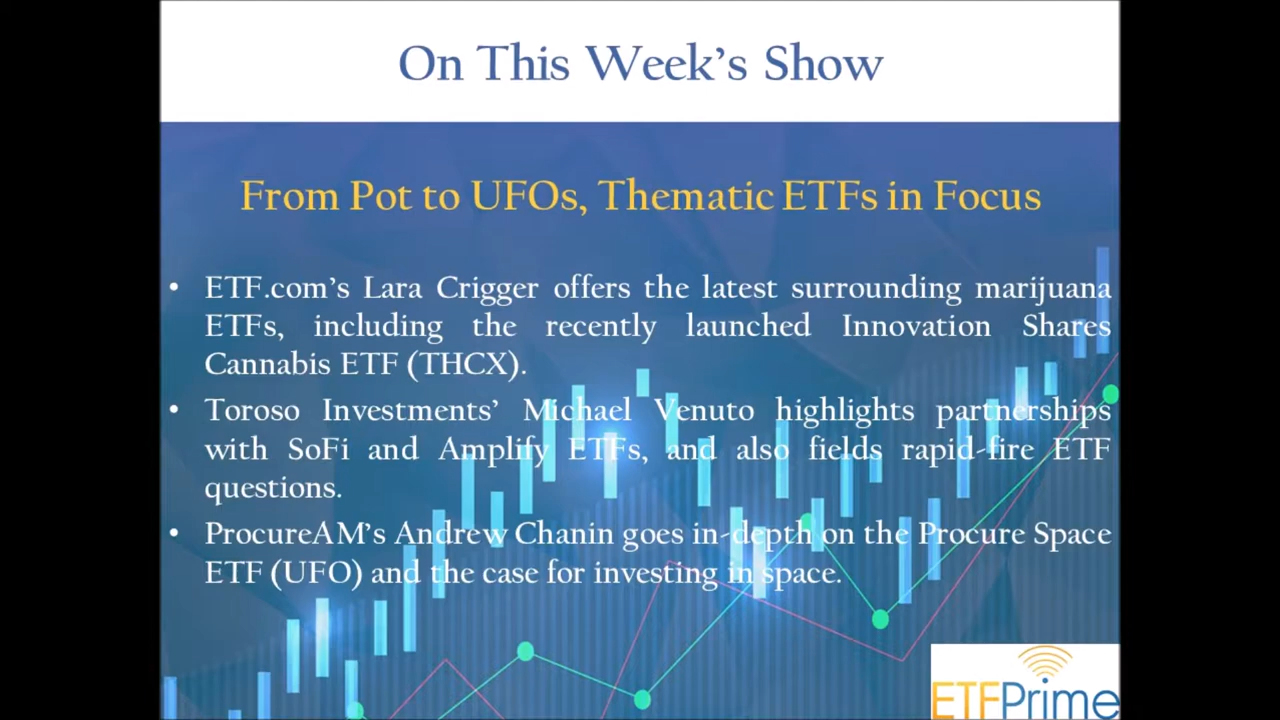 On This Week’s Show
From Pot to UFOs, Thematic ETFs in Focus
• ETF.com’s Lara Crigger offers the latest surrounding marijuana
ETFs, including the recently launched Innovation Shares
Cannabis ETF (THCX).
• Toroso Investments’ Michael Venuto highlights partnerships
with SoFi and Amplify ETFs, and also fields rapid-fire ETF
questions.
• ProcureAM’s Andrew Chanin goes in-depth on the Procure Space
ETF (UFO) and the case for investing in space.
ETFPrime